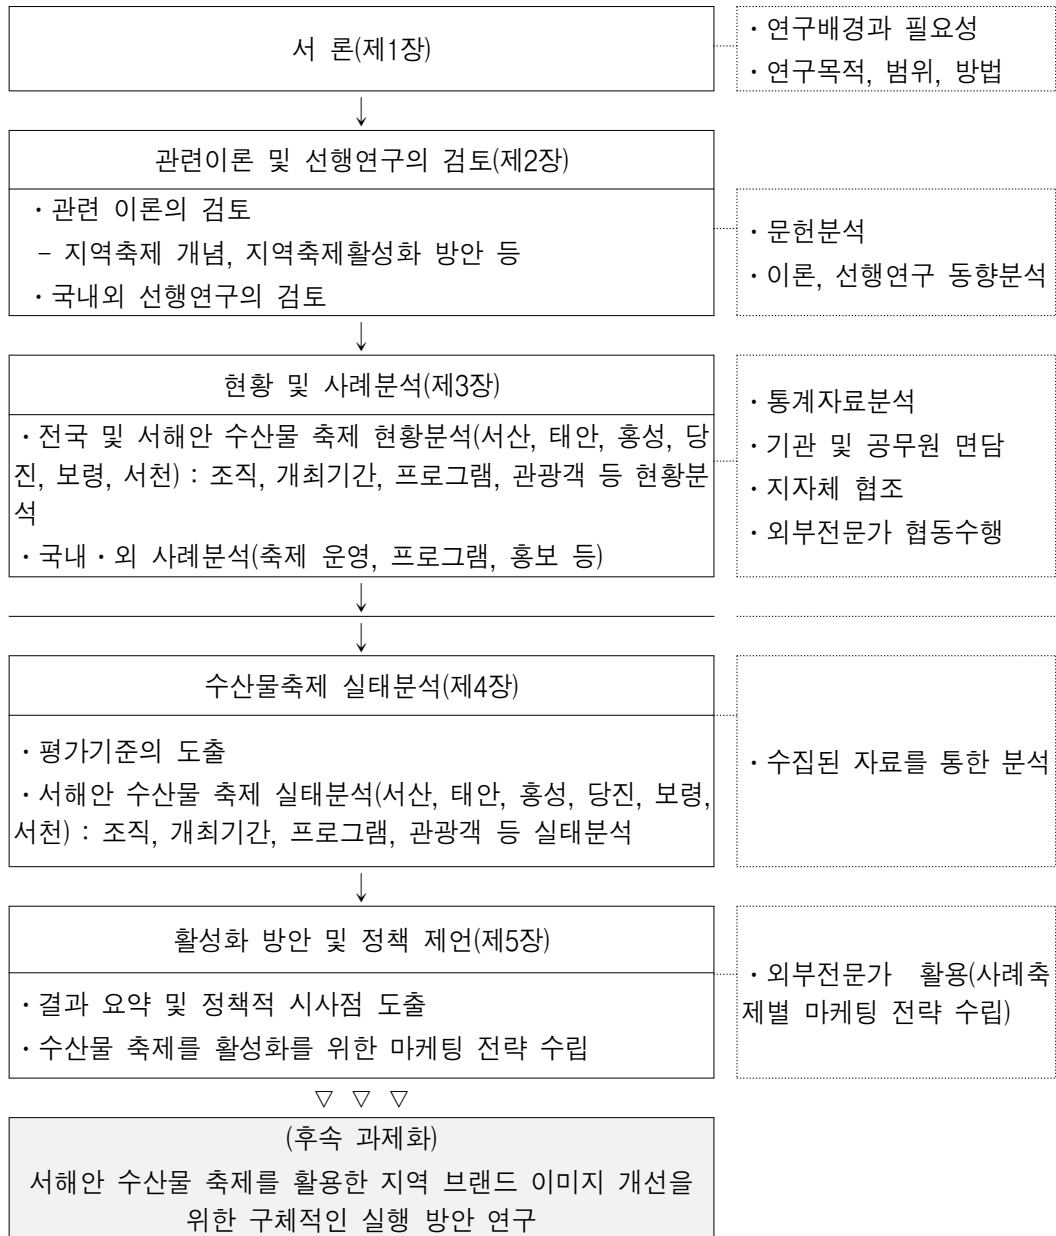 서 론(제1장)
・연구배경과 필요성
・연구목적, 범위, 방법
↓
관련이론 및 선행연구의 검토(제2장)
・관련 이론의 검토
- 지역축제 개념, 지역축제활성화 방안 등
・국내외 선행연구의 검토
・문헌분석
・이론, 선행연구 동향분석
↓
현황 및 사례분석(제3장)
・전국 및 서해안 수산물 축제 현황분석(서산, 태안, 홍성, 당
진, 보령, 서천) : 조직, 개최기간, 프로그램, 관광객 등 현황분
석
・국내・외 사례분석(축제 운영, 프로그램, 홍보 등)
・통계자료분석
・기관 및 공무원 면담
・지자체 협조
・외부전문가 협동수행
↓
↓
수산물축제 실태분석(제4장)
・평가기준의 도출
・서해안 수산물 축제 실태분석(서산, 태안, 홍성, 당진, 보령,
서천) : 조직, 개최기간, 프로그램, 관광객 등 실태분석
・수집된 자료를 통한 분석
↓
활성화 방안 및 정책 제언(제5장)
・결과 요약 및 정책적 시사점 도출
・수산물 축제를 활성화를 위한 마케팅 전략 수립
・외부전문가 활용(사례축
제별 마케팅 전략 수립)
▽ ▽ ▽
(후속 과제화)
서해안 수산물 축제를 활용한 지역 브랜드 이미지 개선을
위한 구체적인 실행 방안 연구